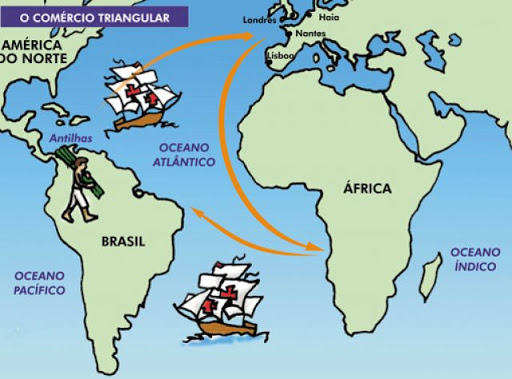 O COMÉRCIO TRIANGULAR
Londres
Haia
Nantes
Lisboa
AMÉRICA
DO NORTE
Antilhas
OCEANO
ATLÂNTICO
ÁFRICA
BRASIL
OCEANO
PACÍFICO
OCEANO
ÍNDICO